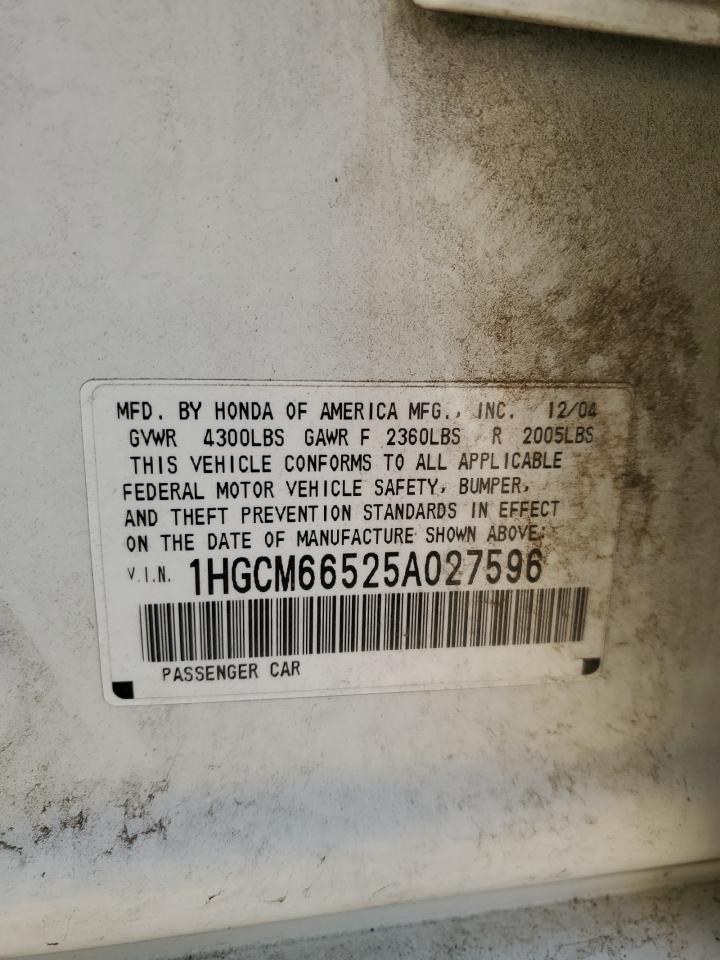 MFD. BY HONDA OF AMERICA MFG., INC. 12/04
GVWR 4300LBS GAWR F 2360LBS R 2005LBS
THIS VEHICLE CONFORMS TO ALL APPLICABLE
FEDERAL MOTOR VEHICLE SAFETY, BUMPER,
AND THEFT PREVENTION STANDARDS IN EFFECT
ON THE DATE OF MANUFACTURE SHOWN ABOVE:
V.I.N. 1HGCM66525A027596
PASSENGER CAR